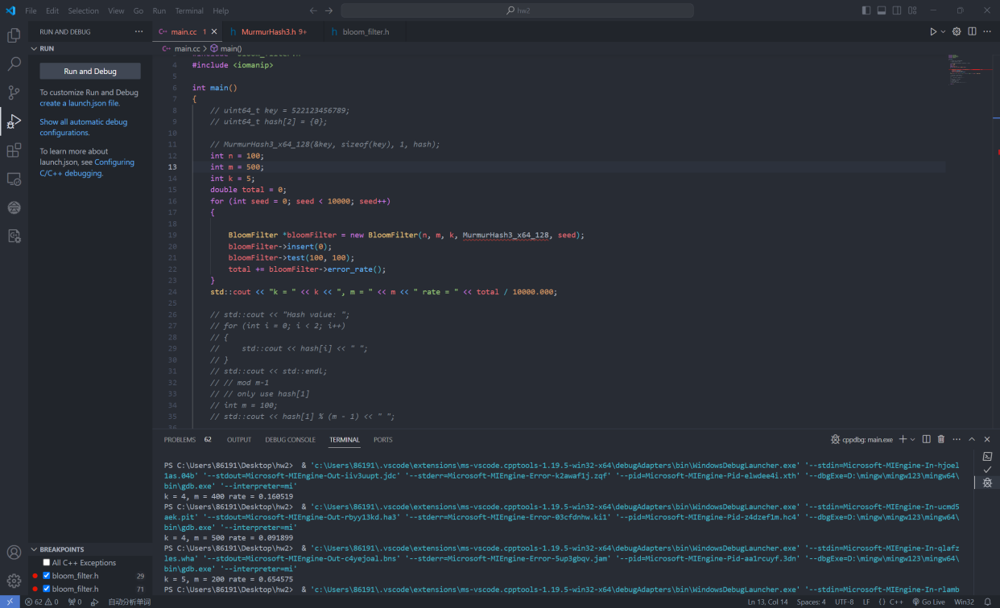 File Edit Selection View Go Run Terminal Help hw2
RUN AND DEBUG
RUN
Run and Debug
To customize Run and Debug
create a launch.json file.
Show all automatic debug
configurations.
To learn more about
launch.json, see Configuring
C/C++ debugging.
main.cc 1 MurmurHash3.h 9+ bloom_filter.h
main.cc > main()
4 #include <iomanip>
5
6 int main()
7 {
8 // uint64_t key = 522123456789;
9 // uint64_t hash[2] = {0};
10
11 // MurmurHash3_x64_128(&key, sizeof(key), 1, hash);
12 int n = 100;
13 int m = 500;
14 int k = 5;
15 double total = 0;
16 for (int seed = 0; seed < 10000; seed++)
17 {
18
19 BloomFilter *bloomFilter = new BloomFilter(n, m, k, MurmurHash3_x64_128, seed);
20 bloomFilter->insert(0);
21 bloomFilter->test(100, 100);
22 total += bloomFilter->error_rate();
23 }
24 std::cout << "k = " << k << ", m = " << m << " rate = " << total / 10000.000;
25
26 // std::cout << "Hash value: ";
27 // for (int i = 0; i < 2; i++)
28 // {
29 // std::cout << hash[i] << " ";
30 // }
31 // std::cout << std::endl;
32 // // mod m-1
33 // // only use hash[1]
34 // int m = 100;
35 // std::cout << hash[1] % (m - 1) << " ";
36
PROBLEMS 62 OUTPUT DEBUG CONSOLE TERMINAL PORTS cppdbg: main.exe
PS C:\Users\86191\Desktop\hw2> & 'c:\Users\86191\.vscode\extensions\ms-vscode.cpptools-1.19.5-win32-x64\debugAdapters\bin\WindowsDebugLauncher.exe' '--stdin=Microsoft-MIEngine-In-hjoel
1as.04b' '--stdout=Microsoft-MIEngine-Out-iiv3uupt.jdc' '--stderr=Microsoft-MIEngine-Error-k2awaf1j.zqf' '--pid=Microsoft-MIEngine-Pid-elwdee4i.xth' '--dbgExe=D:\mingw\mingw123\mingw64\
bin\gdb.exe' '--interpreter=mi'
k = 4, m = 400 rate = 0.160519
PS C:\Users\86191\Desktop\hw2> & 'c:\Users\86191\.vscode\extensions\ms-vscode.cpptools-1.19.5-win32-x64\debugAdapters\bin\WindowsDebugLauncher.exe' '--stdin=Microsoft-MIEngine-In-ucmd5
aek.pit' '--stdout=Microsoft-MIEngine-Out-rbyy13kd.ha3' '--stderr=Microsoft-MIEngine-Error-03cfdnhw.ki1' '--pid=Microsoft-MIEngine-Pid-z4dzef1m.hc4' '--dbgExe=D:\mingw\mingw123\mingw64\
bin\gdb.exe' '--interpreter=mi'
k = 4, m = 500 rate = 0.091899
PS C:\Users\86191\Desktop\hw2> & 'c:\Users\86191\.vscode\extensions\ms-vscode.cpptools-1.19.5-win32-x64\debugAdapters\bin\WindowsDebugLauncher.exe' '--stdin=Microsoft-MIEngine-In-qlafz
les.wha' '--stdout=Microsoft-MIEngine-Out-c4yejoal.bns' '--stderr=Microsoft-MIEngine-Error-5up3gbqv.jam' '--pid=Microsoft-MIEngine-Pid-aa1rcuyf.3dn' '--dbgExe=D:\mingw\mingw123\mingw64\
bin\gdb.exe' '--interpreter=mi'
k = 5, m = 200 rate = 0.654575
PS C:\Users\86191\Desktop\hw2> & 'c:\Users\86191\.vscode\extensions\ms-vscode.cpptools-1.19.5-win32-x64\debugAdapters\bin\WindowsDebugLauncher.exe' '--stdin=Microsoft-MIEngine-In-rlamb
BREAKPOINTS
All C++ Exceptions
bloom_filter.h 29
bloom_filter.h 71
62 0 0 自动分析单词 Ln 13, Col 14 Spaces: 4 UTF-8 LF {} C++ Go Live Win32